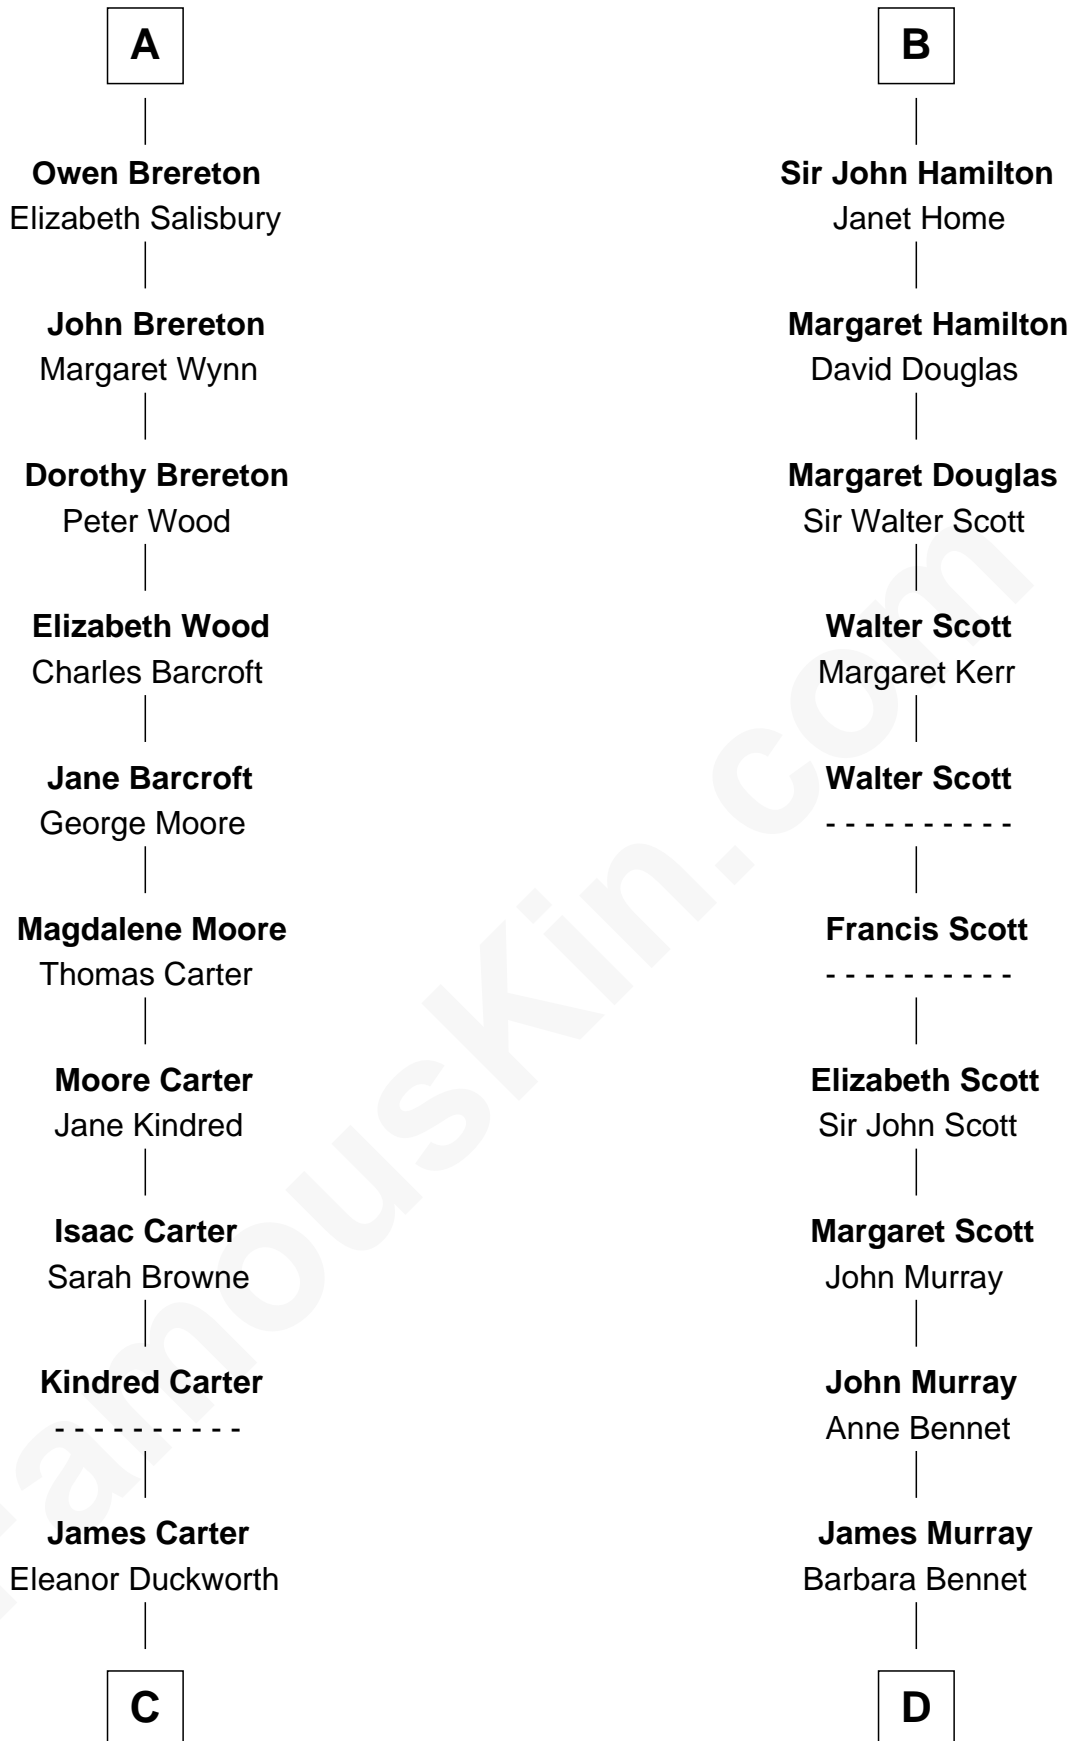 A
Owen Brereton
Elizabeth Salisbury
John Brereton
Margaret Wynn
Dorothy Brereton
Peter Wood
Elizabeth Wood
Charles Barcroft
Jane Barcroft
George Moore
Magdalene Moore
Thomas Carter
Moore Carter
Jane Kindred
Isaac Carter
Sarah Browne
Kindred Carter
- - - - - - - - - -
James Carter
Eleanor Duckworth
C
B
Sir John Hamilton
Janet Home
Margaret Hamilton
David Douglas
Margaret Douglas
Sir Walter Scott
Walter Scott
Margaret Kerr
Walter Scott
- - - - - - - - - -
Francis Scott
- - - - - - - - - -
Elizabeth Scott
Sir John Scott
Margaret Scott
John Murray
John Murray
Anne Bennet
James Murray
Barbara Bennet
D
FamousKin.com